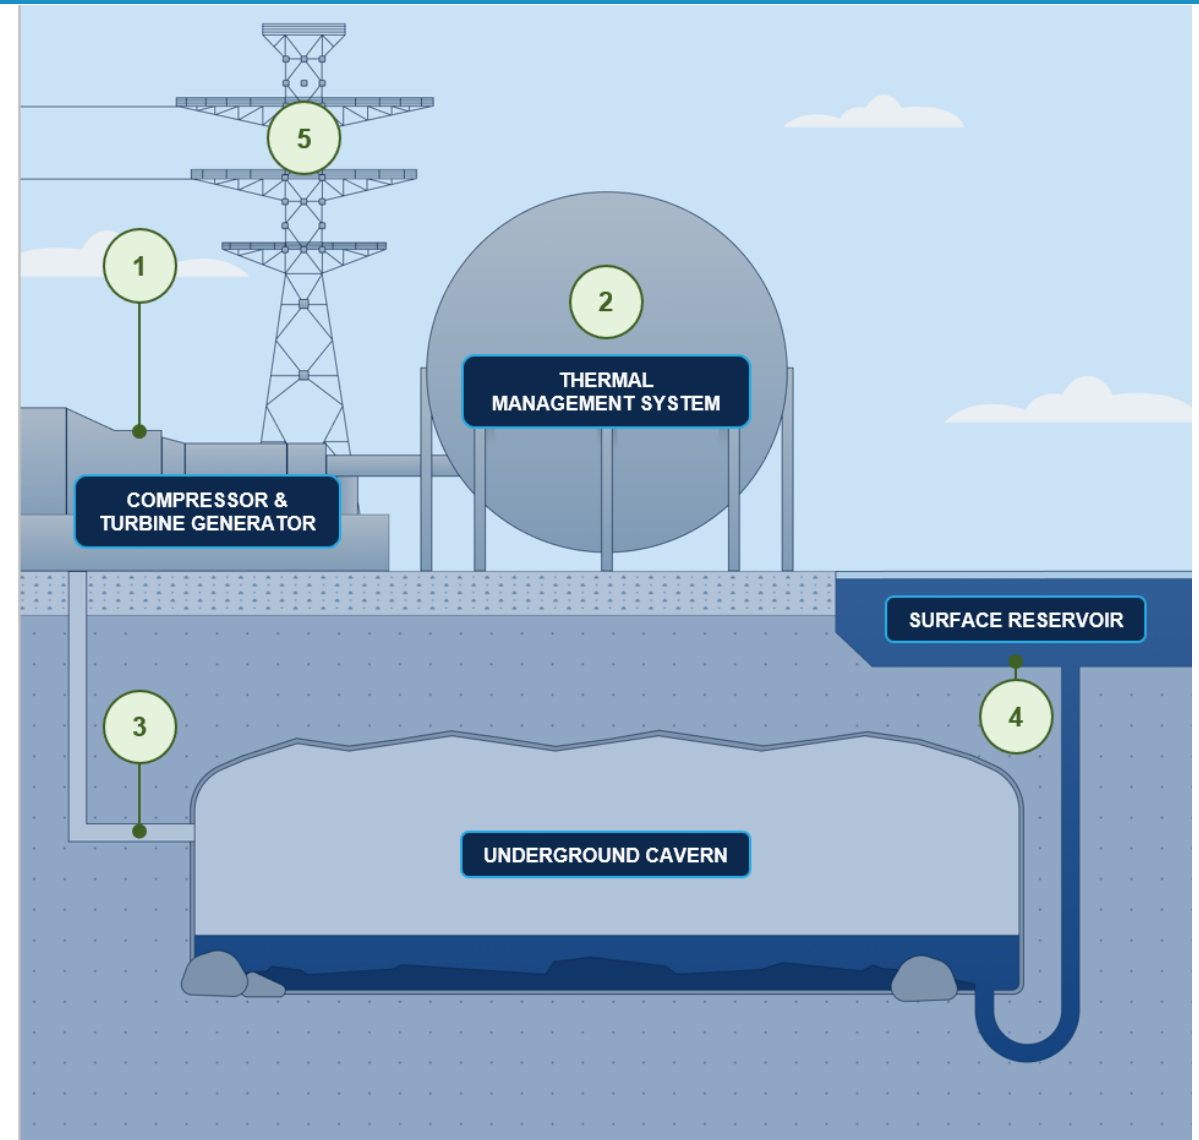 5
1
2
THERMAL
MANAGEMENT SYSTEM
COMPRESSOR &
TURBINE GENERATOR
SURFACE RESERVOIR
4
3
UNDERGROUND CAVERN